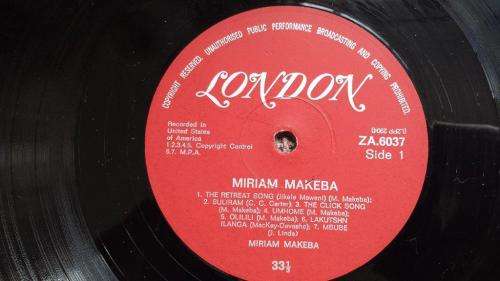 COPYRIGHT RESERVED. UNAUTHORISED PUBLIC PERFORMANCE BROADCASTING AND COPYING PROHIBITED.
LONDON
Recorded in
United States
of America
1.2.3.4.5. Copyright Control
6.7. M.P.A.
ZA.6037
Side 1
MIRIAM MAKEBA
1. THE RETREAT SONG (Jikele Maweni) (M. Makeba);
2. SULIRAM (C. C. Carter); 3. THE CLICK SONG
(M. Makeba); 4. UMHOME (M. Makeba);
5. OLILILI (M. Makeba); 6. LAKUTSHN
ILANGA (MacKey-Davashe); 7. MBUBE
(J. Linda)
MIRIAM MAKEBA
33⅓